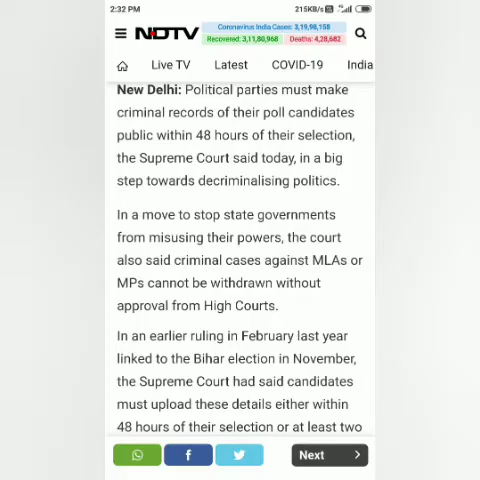 2:32 PM 215KB/s
NDTV
Coronavirus India Cases: 3,19,98,158
Recovered: 3,11,80,968 Deaths: 4,28,682
Live TV Latest COVID-19 India
New Delhi: Political parties must make
criminal records of their poll candidates
public within 48 hours of their selection,
the Supreme Court said today, in a big
step towards decriminalising politics.
In a move to stop state governments
from misusing their powers, the court
also said criminal cases against MLAs or
MPs cannot be withdrawn without
approval from High Courts.
In an earlier ruling in February last year
linked to the Bihar election in November,
the Supreme Court had said candidates
must upload these details either within
48 hours of their selection or at least two
Next